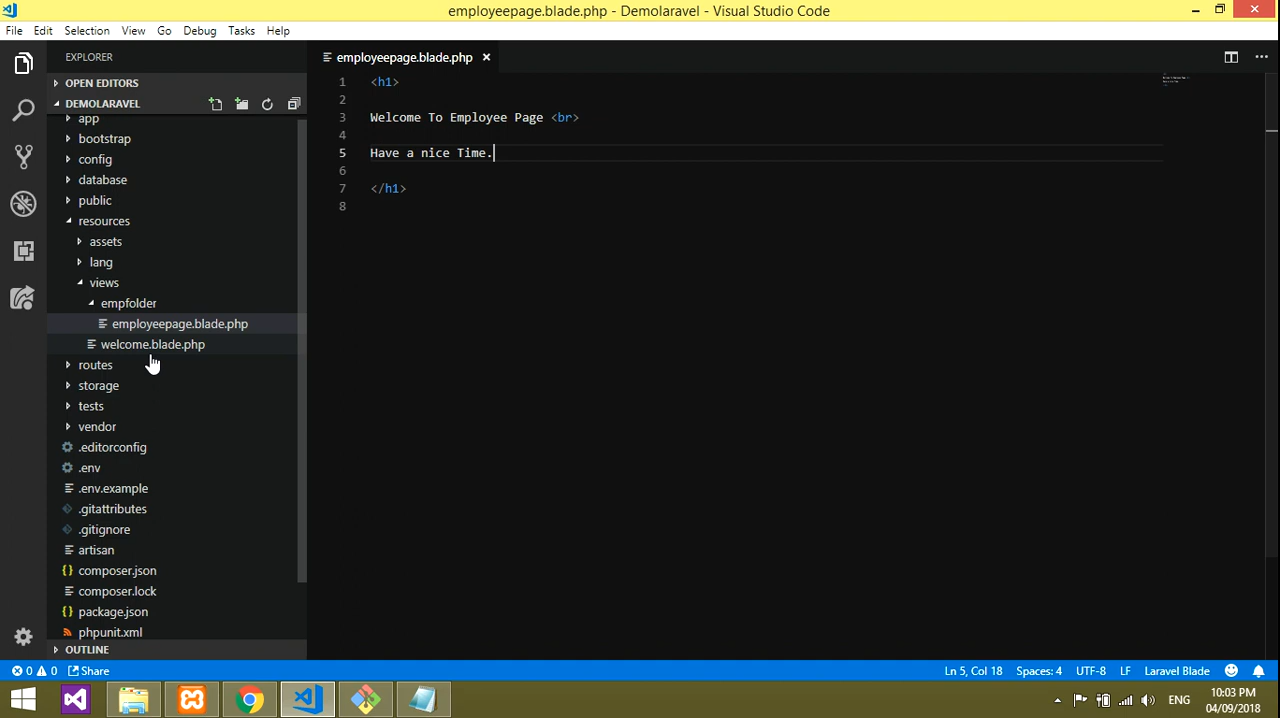 employeepage.blade.php - Demolaravel - Visual Studio Code
File Edit Selection View Go Debug Tasks Help
EXPLORER
OPEN EDITORS
DEMOLARAVEL
app
bootstrap
config
database
public
resources
assets
lang
views
empfolder
employeepage.blade.php
welcome.blade.php
routes
storage
tests
vendor
.editorconfig
.env
.env.example
.gitattributes
.gitignore
artisan
composer.json
composer.lock
package.json
phpunit.xml
OUTLINE
employeepage.blade.php
1 <h1>
2
3 Welcome To Employee Page <br>
4
5 Have a nice Time.
6
7 </h1>
8
0 0 Share
Ln 5, Col 18 Spaces: 4 UTF-8 LF Laravel Blade
ENG
10:03 PM
04/09/2018